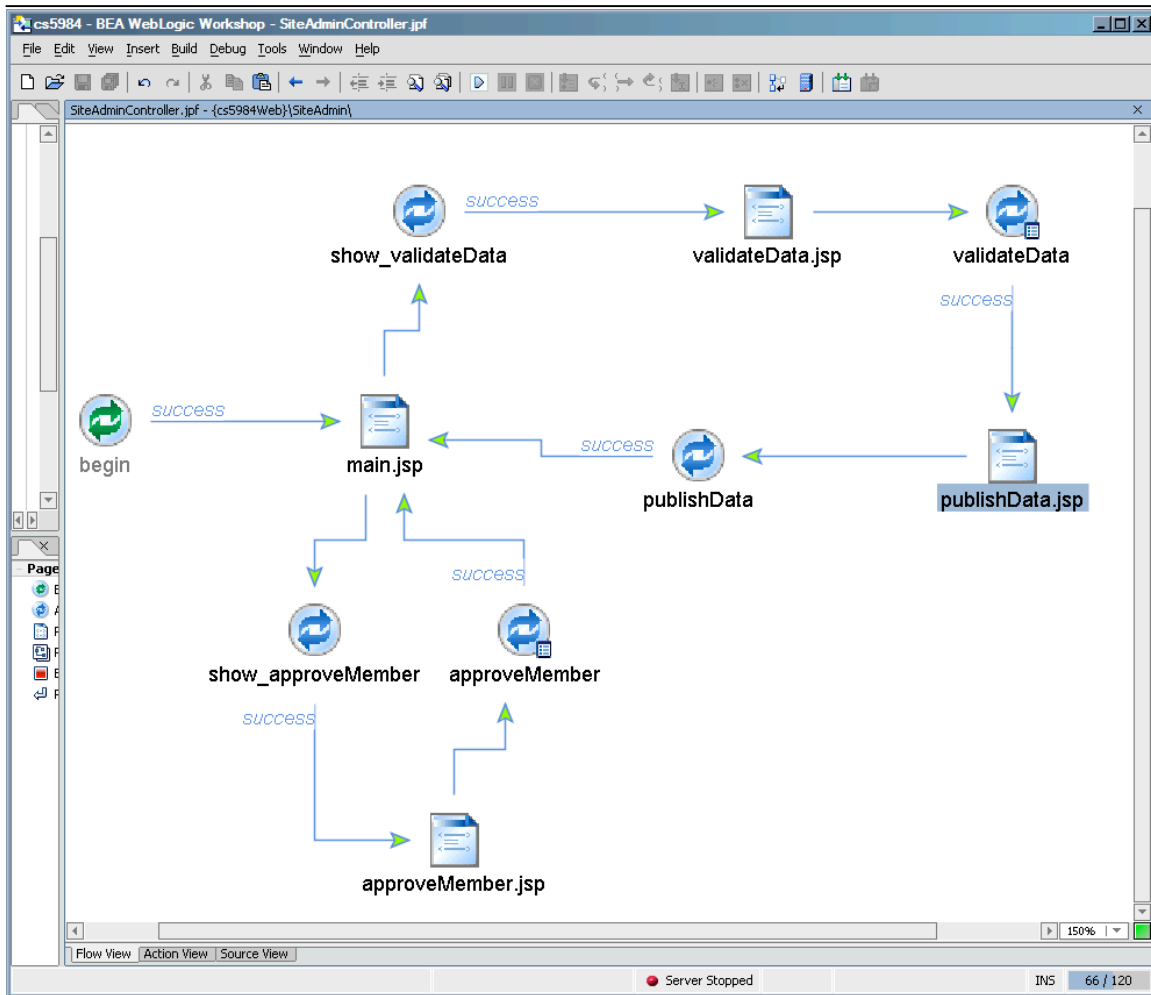 cs5984 - BEA WebLogic Workshop - SiteAdminController.jpf
File Edit View Insert Build Debug Tools Window Help
SiteAdminController.jpf - {cs5984Web}\SiteAdmin\
success
show_validateData
validateData.jsp
validateData
success
success
begin
main.jsp
success
publishData
publishData.jsp
Page
success
show_approveMember
approveMember
success
approveMember.jsp
150%
Flow View Action View Source View
Server Stopped
INS
66 / 120